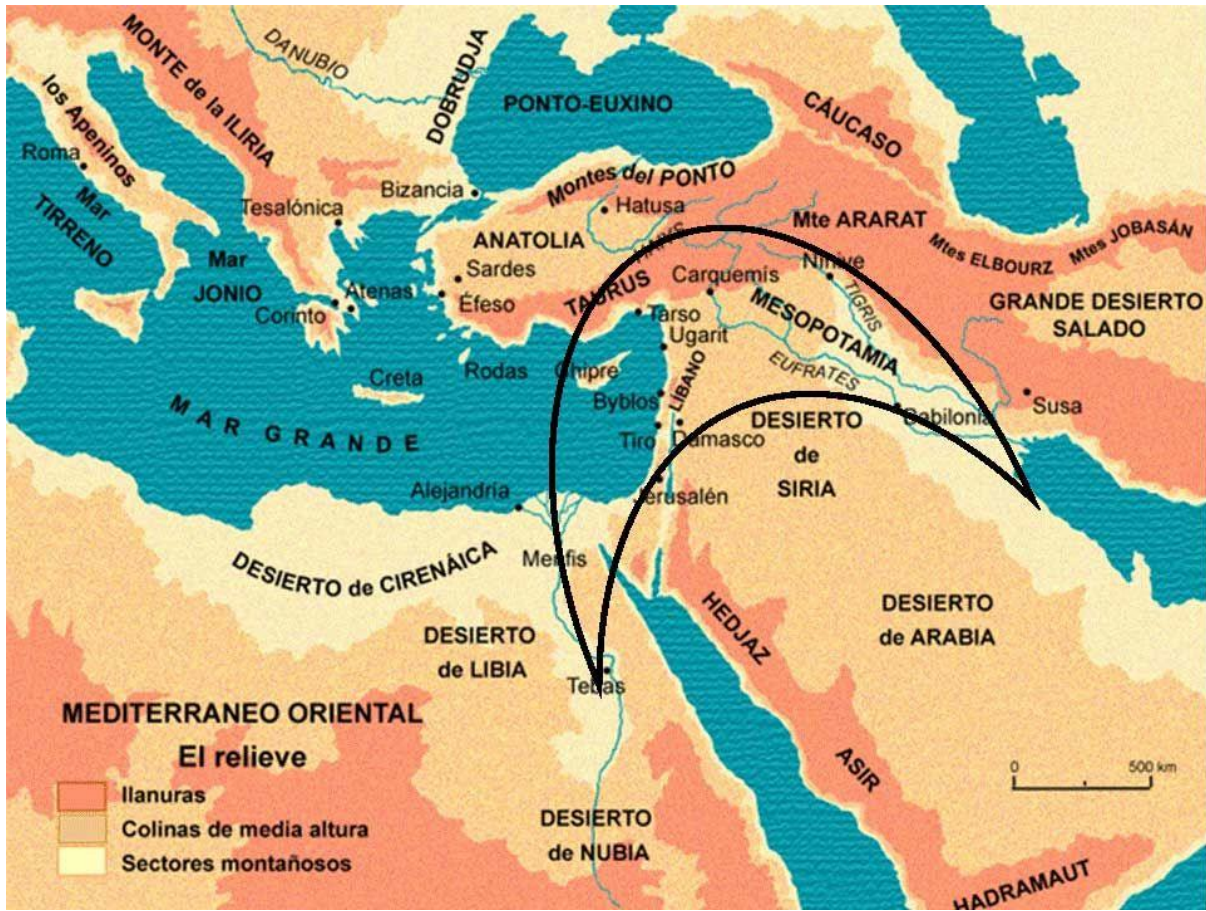 MONTE de la ILIRIA
DANUBIO
DOBRUDJA
PONTO-EUXINO
CÁUCASO
los Apeninos
Roma
Mar
TIRRENO
Bizancia
Montes del PONTO
Hatusa
Mte ARARAT
Mtes ELBOURZ
Mtes JOBASÁN
Tesalónica
ANATOLIA
HALYS
Mar
JONIO
Sardes
Atenas
Éfeso
Corinto
TAURUS
Carquemís
Nínive
TIGRIS
GRANDE DESIERTO
SALADO
MESOPOTAMIA
Tarso
Ugarit
EUFRATES
Creta
Rodas
Chipre
Byblos
LÍBANO
Babilonia
Susa
MAR GRANDE
Tiro
Damasco
DESIERTO
de
SIRIA
Alejandría
Jerusalén
Menfis
DESIERTO de CIRENÁICA
DESIERTO
de LIBIA
HEDJAZ
DESIERTO
de ARABIA
Tebas
MEDITERRANEO ORIENTAL
El relieve
llanuras
Colinas de media altura
Sectores montañosos
DESIERTO
de NUBIA
ASIR
0 500 km
HADRAMAUT